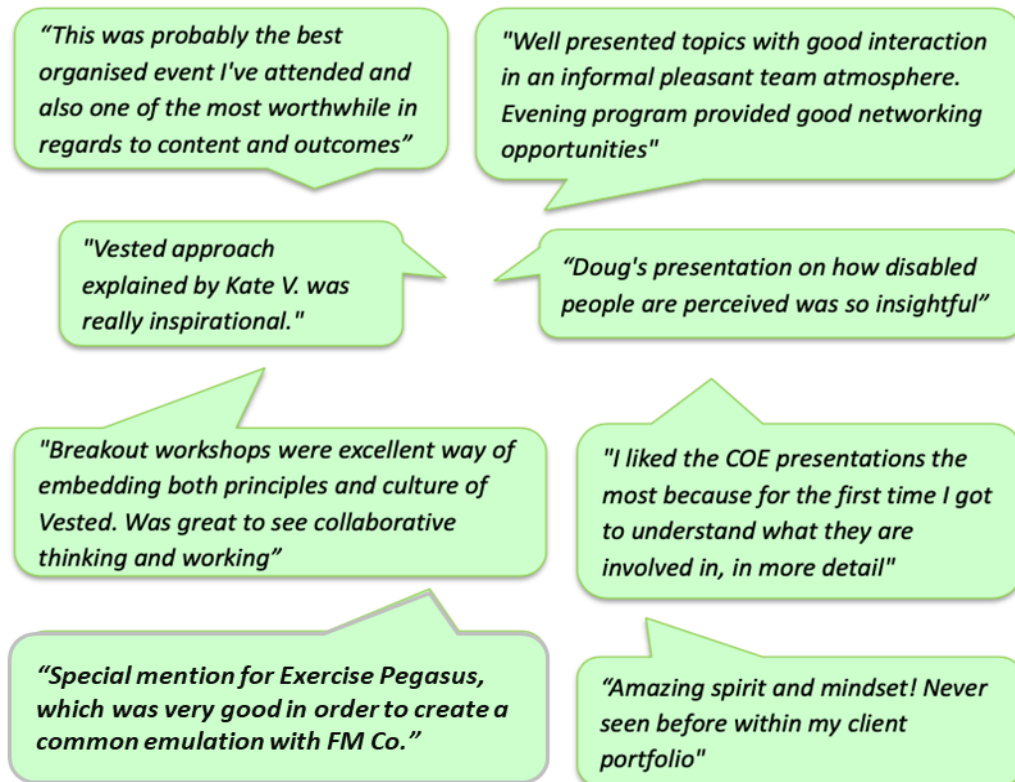 “This was probably the best
organised event I've attended and
also one of the most worthwhile in
regards to content and outcomes”
"Well presented topics with good interaction
in an informal pleasant team atmosphere.
Evening program provided good networking
opportunities"
"Vested approach
explained by Kate V. was
really inspirational."
“Doug's presentation on how disabled
people are perceived was so insightful”
"Breakout workshops were excellent way of
embedding both principles and culture of
Vested. Was great to see collaborative
thinking and working”
"I liked the COE presentations the
most because for the first time I got
to understand what they are
involved in, in more detail"
“Special mention for Exercise Pegasus,
which was very good in order to create a
common emulation with FM Co.”
“Amazing spirit and mindset! Never
seen before within my client
portfolio"